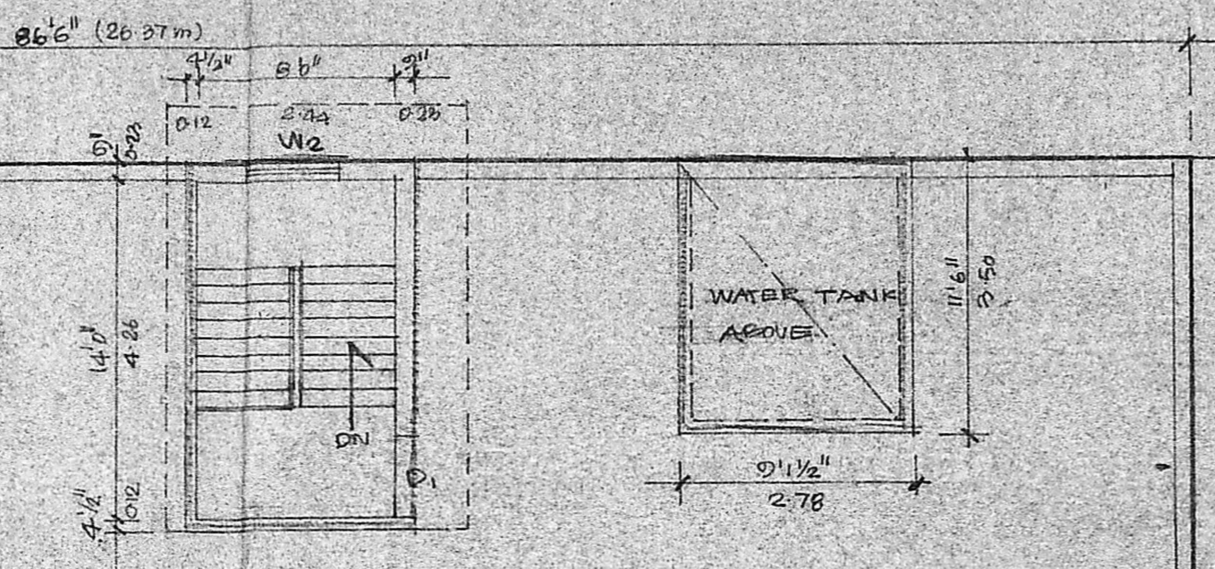 86'6" (26.37m)
4½" 8'0" 9"
0.12 2.44 0.23
W2
9" 0.23
14'0" 4.26
DN
D1
4½" 0.12
WATER TANK
ABOVE
11'6" 3.50
9'1½"
2.78